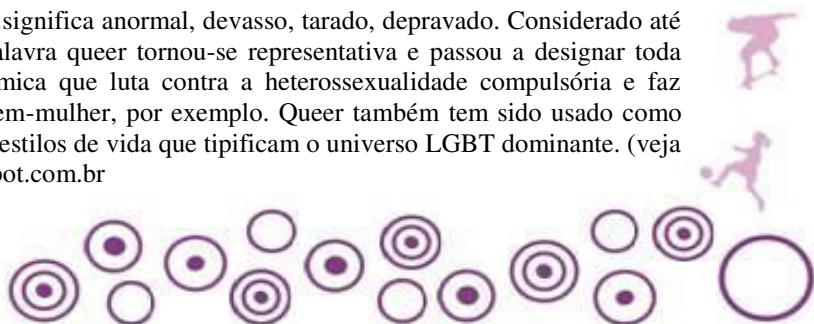 significa anormal, devasso, tarado, depravado. Considerado até
alavra queer tornou-se representativa e passou a designar toda
mica que luta contra a heterossexualidade compulsória e faz
em-mulher, por exemplo. Queer também tem sido usado como
estilos de vida que tipificam o universo LGBT dominante. (veja
oot.com.br